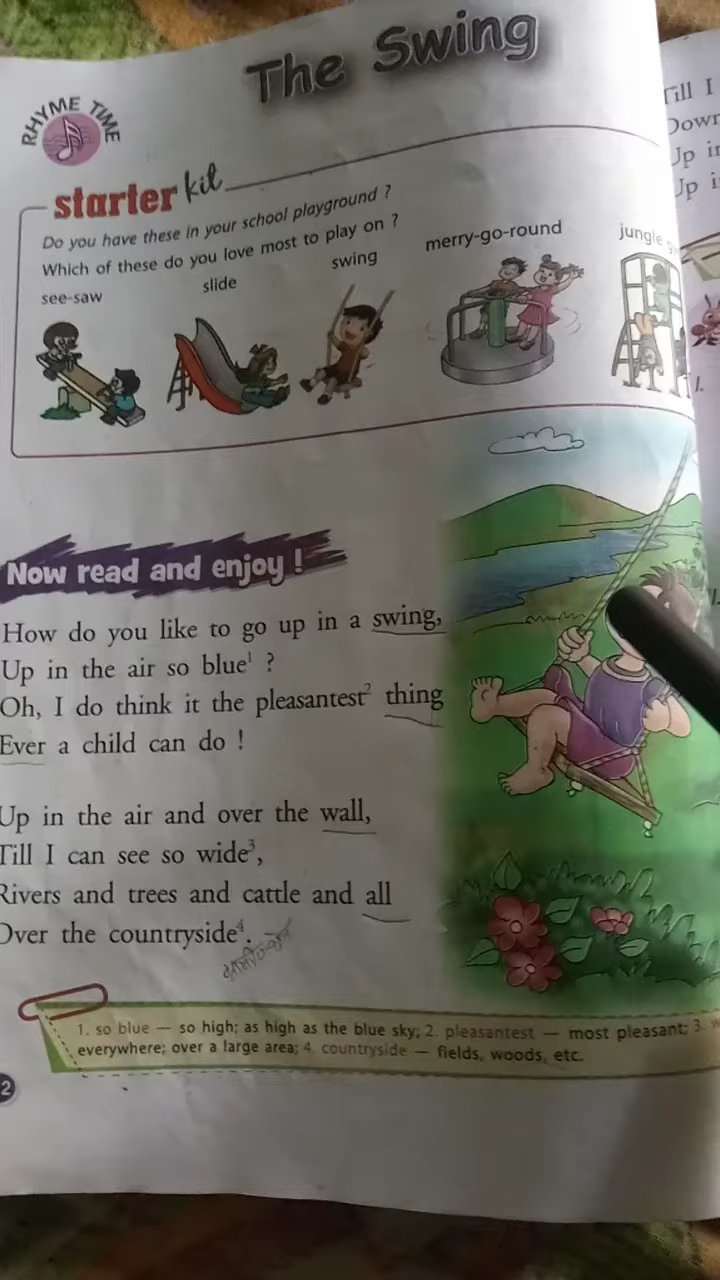 The Swing
RHYME TIME
starter kit
Do you have these in your school playground ?
Which of these do you love most to play on ?
see-saw
slide
swing
merry-go-round
jungle
Now read and enjoy !
How do you like to go up in a swing,
Up in the air so blue¹ ?
Oh, I do think it the pleasantest² thing
Ever a child can do !
Up in the air and over the wall,
Till I can see so wide³,
Rivers and trees and cattle and all
Over the countryside⁴.
1. so blue — so high; as high as the blue sky; 2. pleasantest — most pleasant; 3.
everywhere; over a large area; 4. countryside — fields, woods, etc.
2
Till I
Down
Up in
Up i
1.